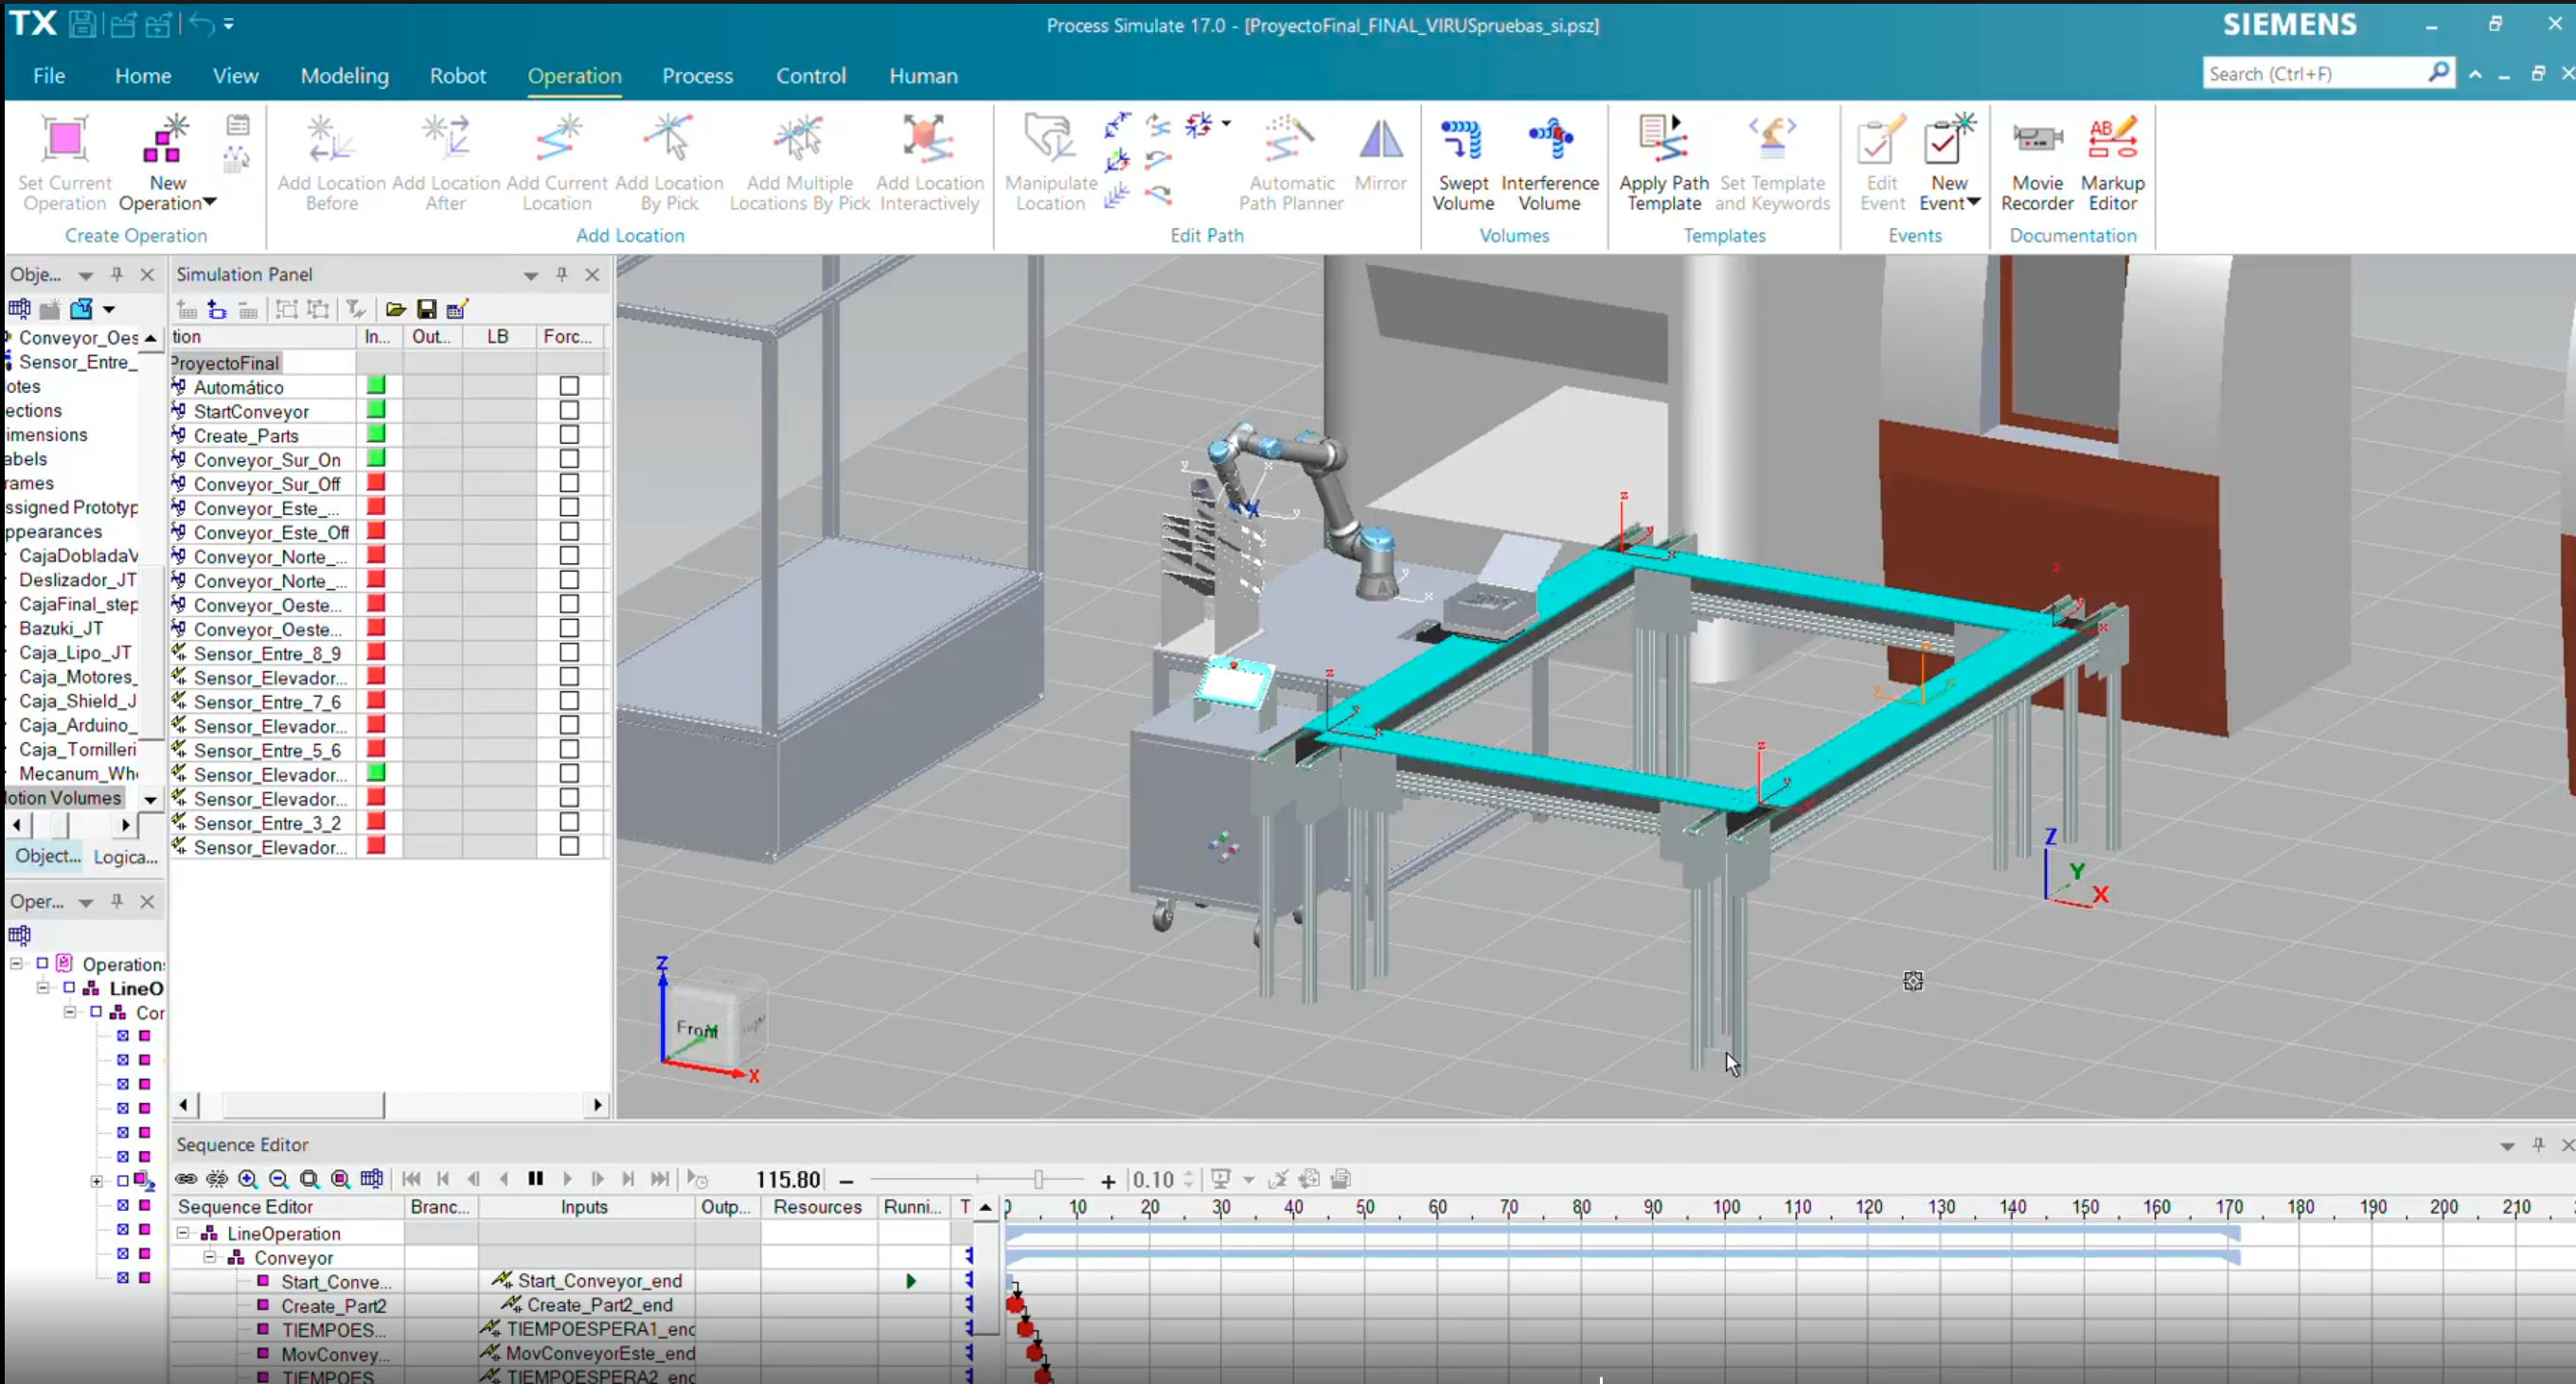 TX
Process Simulate 17.0 - [ProyectoFinal_FINAL_VIRUSpruebas_si.psz]
SIEMENS
File Home View Modeling Robot Operation Process Control Human
Search (Ctrl+F)
Set Current Operation
New Operation
Create Operation
Add Location Before
Add Location After
Add Current Location
Add Location By Pick
Add Multiple Locations By Pick
Add Location Interactively
Add Location
Manipulate Location
Automatic Path Planner
Mirror
Edit Path
Swept Volume
Interference Volume
Volumes
Apply Path Template
Set Template and Keywords
Templates
Edit Event
New Event
Events
Movie Recorder
Markup Editor
Documentation
Obje...
Conveyor_Oes
Sensor_Entre_
otes
ections
imensions
abels
rames
ssigned Prototyp
ppearances
CajaDobladaV
Deslizador_JT
CajaFinal_step
Bazuki_JT
Caja_Lipo_JT
Caja_Motores_
Caja_Shield_J
Caja_Arduino_
Caja_Tornilleri
Mecanum_Wh
lotion Volumes
Object... Logica...
Simulation Panel
tion In... Out... LB Forc...
ProyectoFinal
Automático
StartConveyor
Create_Parts
Conveyor_Sur_On
Conveyor_Sur_Off
Conveyor_Este_...
Conveyor_Este_Off
Conveyor_Norte_...
Conveyor_Norte_...
Conveyor_Oeste...
Conveyor_Oeste...
Sensor_Entre_8_9
Sensor_Elevador...
Sensor_Entre_7_6
Sensor_Elevador...
Sensor_Entre_5_6
Sensor_Elevador...
Sensor_Elevador...
Sensor_Entre_3_2
Sensor_Elevador...
Oper...
Operation
LineO
Cor
Z
Y
X
Z
Front
X
Sequence Editor
115.80
0.10
Sequence Editor Branc... Inputs Outp... Resources Runni... T
0 10 20 30 40 50 60 70 80 90 100 110 120 130 140 150 160 170 180 190 200 210
LineOperation
Conveyor
Start_Conve... Start_Conveyor_end
Create_Part2 Create_Part2_end
TIEMPOES... TIEMPOESPERA1_end
MovConvey... MovConveyorEste_end
TIEMPOES TIEMPOESPERA2_end